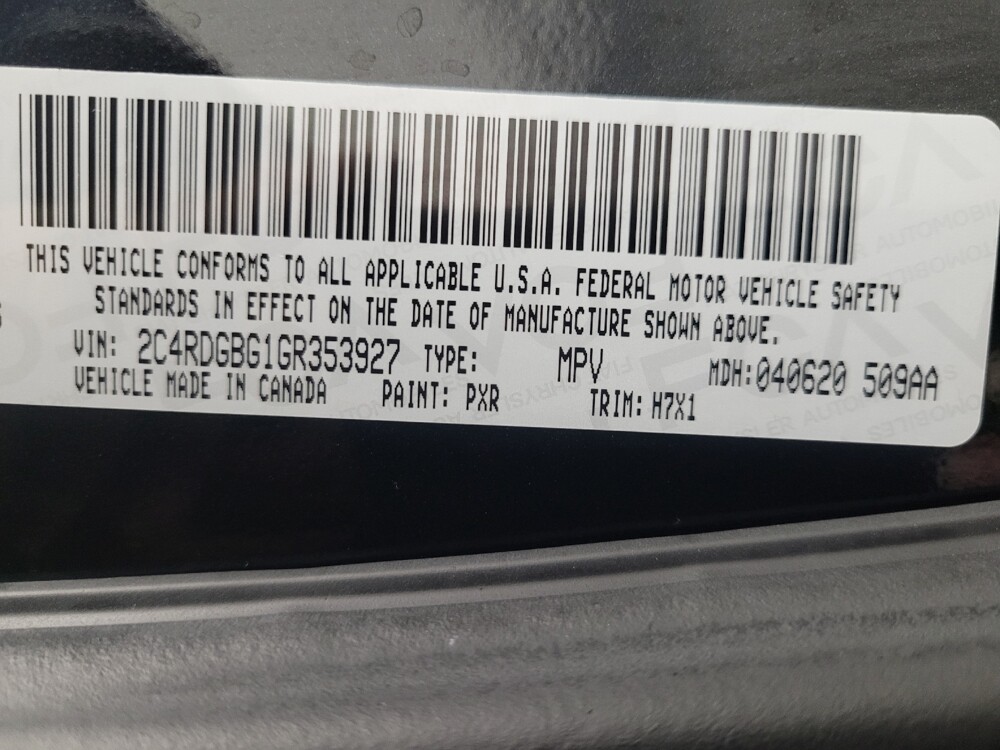 THIS VEHICLE CONFORMS TO ALL APPLICABLE U.S.A. FEDERAL MOTOR VEHICLE SAFETY
STANDARDS IN EFFECT ON THE DATE OF MANUFACTURE SHOWN ABOVE.
VIN: 2C4RDGBG1GR353927 TYPE: MPV MDH:040620 509AA
VEHICLE MADE IN CANADA PAINT: PXR TRIM: H7X1